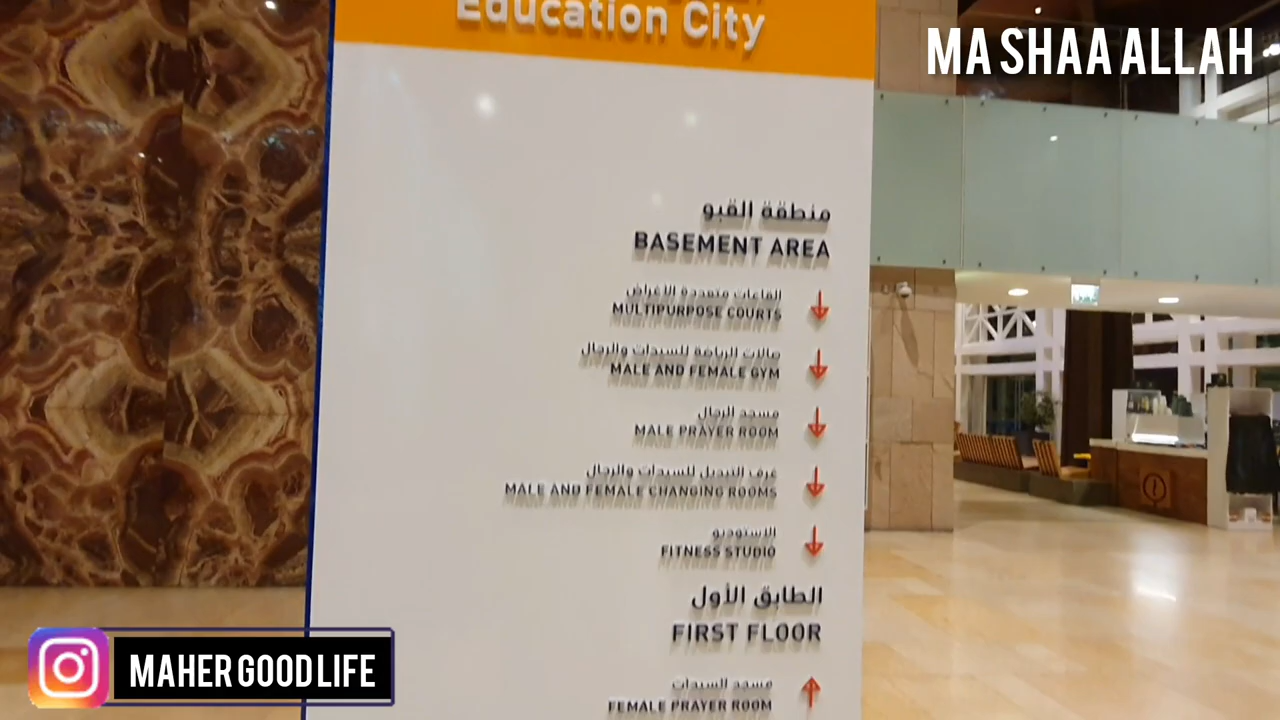 Education City
MA SHAA ALLAH
منطقة القبو
BASEMENT AREA
القاعات متعددة الأغراض
MULTIPURPOSE COURTS
صالات الرياضة للسيدات والرجال
MALE AND FEMALE GYM
مسجد الرجال
MALE PRAYER ROOM
غرف التبديل للسيدات والرجال
MALE AND FEMALE CHANGING ROOMS
الاستوديو
FITNESS STUDIO
الطابق الأول
FIRST FLOOR
مسجد السيدات
FEMALE PRAYER ROOM
MAHER GOOD LIFE